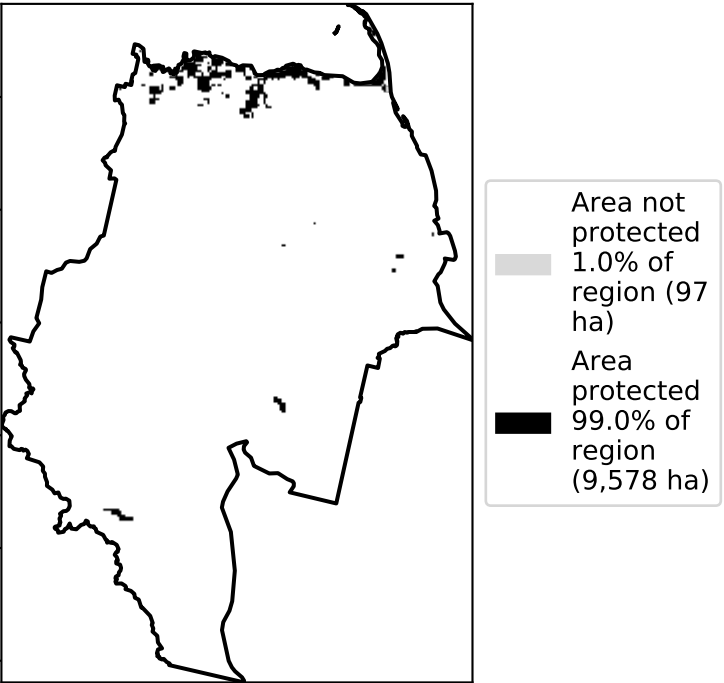 Area not
protected
1.0% of
region (97
ha)
Area
protected
99.0% of
region
(9,578 ha)